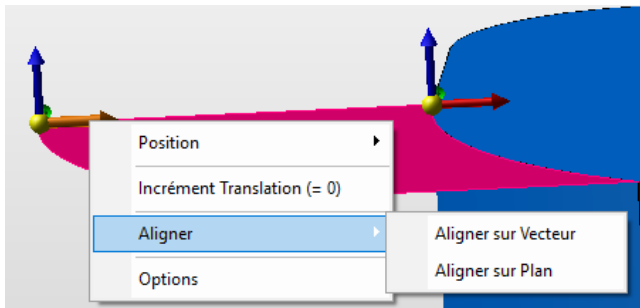 Position
Incrément Translation (= 0)
Aligner
Aligner sur Vecteur
Aligner sur Plan
Options